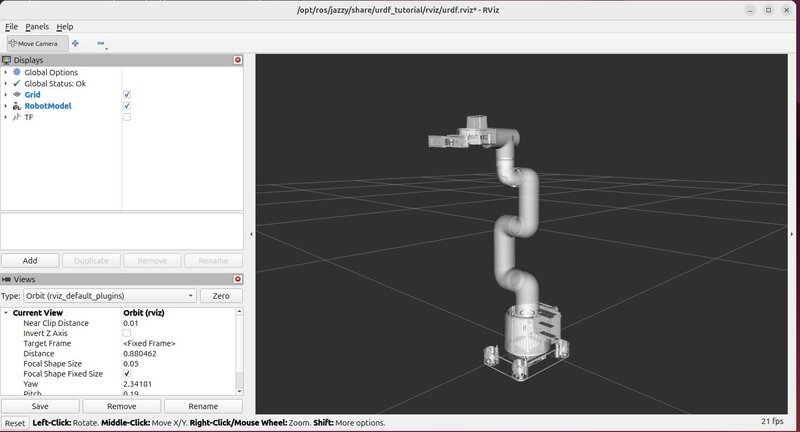 /opt/ros/jazzy/share/urdf_tutorial/rviz/urdf.rviz* - RViz
File Panels Help
Move Camera
Displays
Global Options
Global Status: Ok
Grid
RobotModel
TF
Add Duplicate Remove Rename
Views
Type: Orbit (rviz_default_plugins) Zero
Current View Orbit (rviz)
Near Clip Distance 0.01
Invert Z Axis
Target Frame <Fixed Frame>
Distance 0.880462
Focal Shape Size 0.05
Focal Shape Fixed Size
Yaw 2.34181
Pitch 0.19
Save Remove Rename
Reset Left-Click: Rotate. Middle-Click: Move X/Y. Right-Click/Mouse Wheel: Zoom. Shift: More options. 21 fps